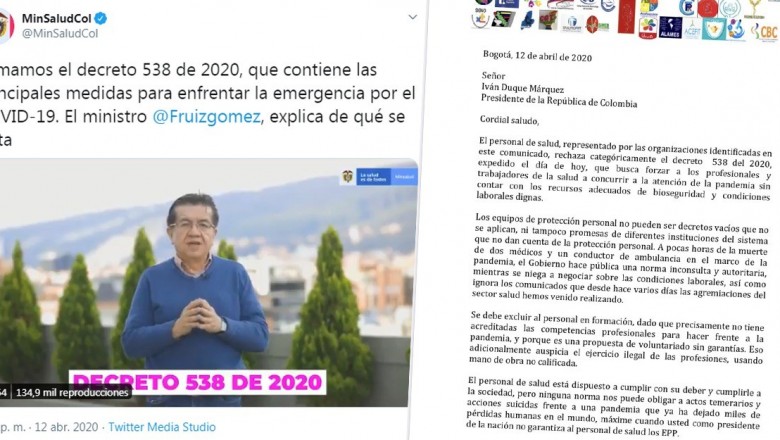 MinSaludCol
@MinSaludCol
mamos el decreto 538 de 2020, que contiene las
ncipales medidas para enfrentar la emergencia por el
VID-19. El ministro @Fruizgomez, explica de qué se
ta
La salud
es de todos
Minsalud
DECRETO 538 DE 2020
54 134,9 mil reproducciones
p. m. · 12 abr. 2020 · Twitter Media Studio
ALAMES
ACEPT
CBC
Bogotá, 12 de abril de 2020
Señor
Iván Duque Márquez
Presidente de la República de Colombia
Cordial saludo,
El personal de salud, representado por las organizaciones identificadas en
este comunicado, rechaza categóricamente el decreto 538 del 2020,
expedido el día de hoy, que busca forzar a los profesionales y
trabajadores de la salud a concurrir a la atención de la pandemia sin
contar con los recursos adecuados de bioseguridad y condiciones
laborales dignas.
Los equipos de protección personal no pueden ser decretos vacíos que no
se aplican, ni tampoco promesas de diferentes instituciones del sistema
que no dan cuenta de la protección personal. A pocas horas de la muerte
de dos médicos y un conductor de ambulancia en el marco de la
pandemia, el Gobierno hace pública una norma inconsulta y autoritaria,
mientras se niega a negociar sobre las condiciones laborales, así como
ignora los comunicados que desde hace varios días las agremiaciones del
sector salud hemos venido realizando.
Se debe excluir al personal en formación, dado que precisamente no tiene
acreditadas las competencias profesionales para hacer frente a la
pandemia, y porque es una propuesta de voluntariado sin garantías. Eso
adicionalmente auspicia el ejercicio ilegal de las profesiones, usando
mano de obra no calificada.
El personal de salud está dispuesto a cumplir con su deber y cumplirle a
la sociedad, pero ninguna norma nos puede obligar a actos temerarios y
acciones suicidas frente a una pandemia que ya ha dejado miles de
pérdidas humanas en el mundo, máxime cuando usted como presidente
de la nación no garantiza al personal de salud los EPP.